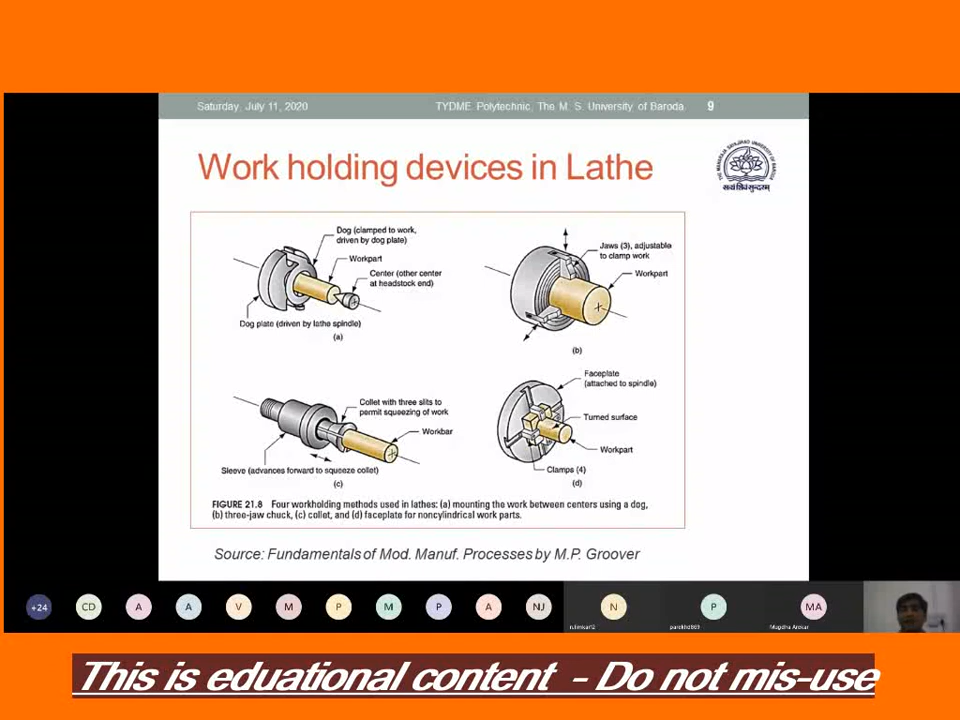 Saturday, July 11, 2020 TYDME Polytechnic, The M. S. University of Baroda 9
Work holding devices in Lathe
Dog (clamped to work,
driven by dog plate)
Workpart
Center (other center
at headstock end)
Dog plate (driven by lathe spindle)
(a)
Jaws (3), adjustable
to clamp work
Workpart
(b)
Collet with three slits to
permit squeezing of work
Workbar
Sleeve (advances forward to squeeze collet)
(c)
Faceplate
(attached to spindle)
Turned surface
Workpart
Clamps (4)
(d)
FIGURE 21.8 Four workholding methods used in lathes: (a) mounting the work between centers using a dog,
(b) three-jaw chuck, (c) collet, and (d) faceplate for noncylindrical work parts.
Source: Fundamentals of Mod. Manuf. Processes by M.P. Groover
+24 CD A A V M P M P A NJ N P MA
Mugdha Arekar
This is eduational content - Do not mis-use